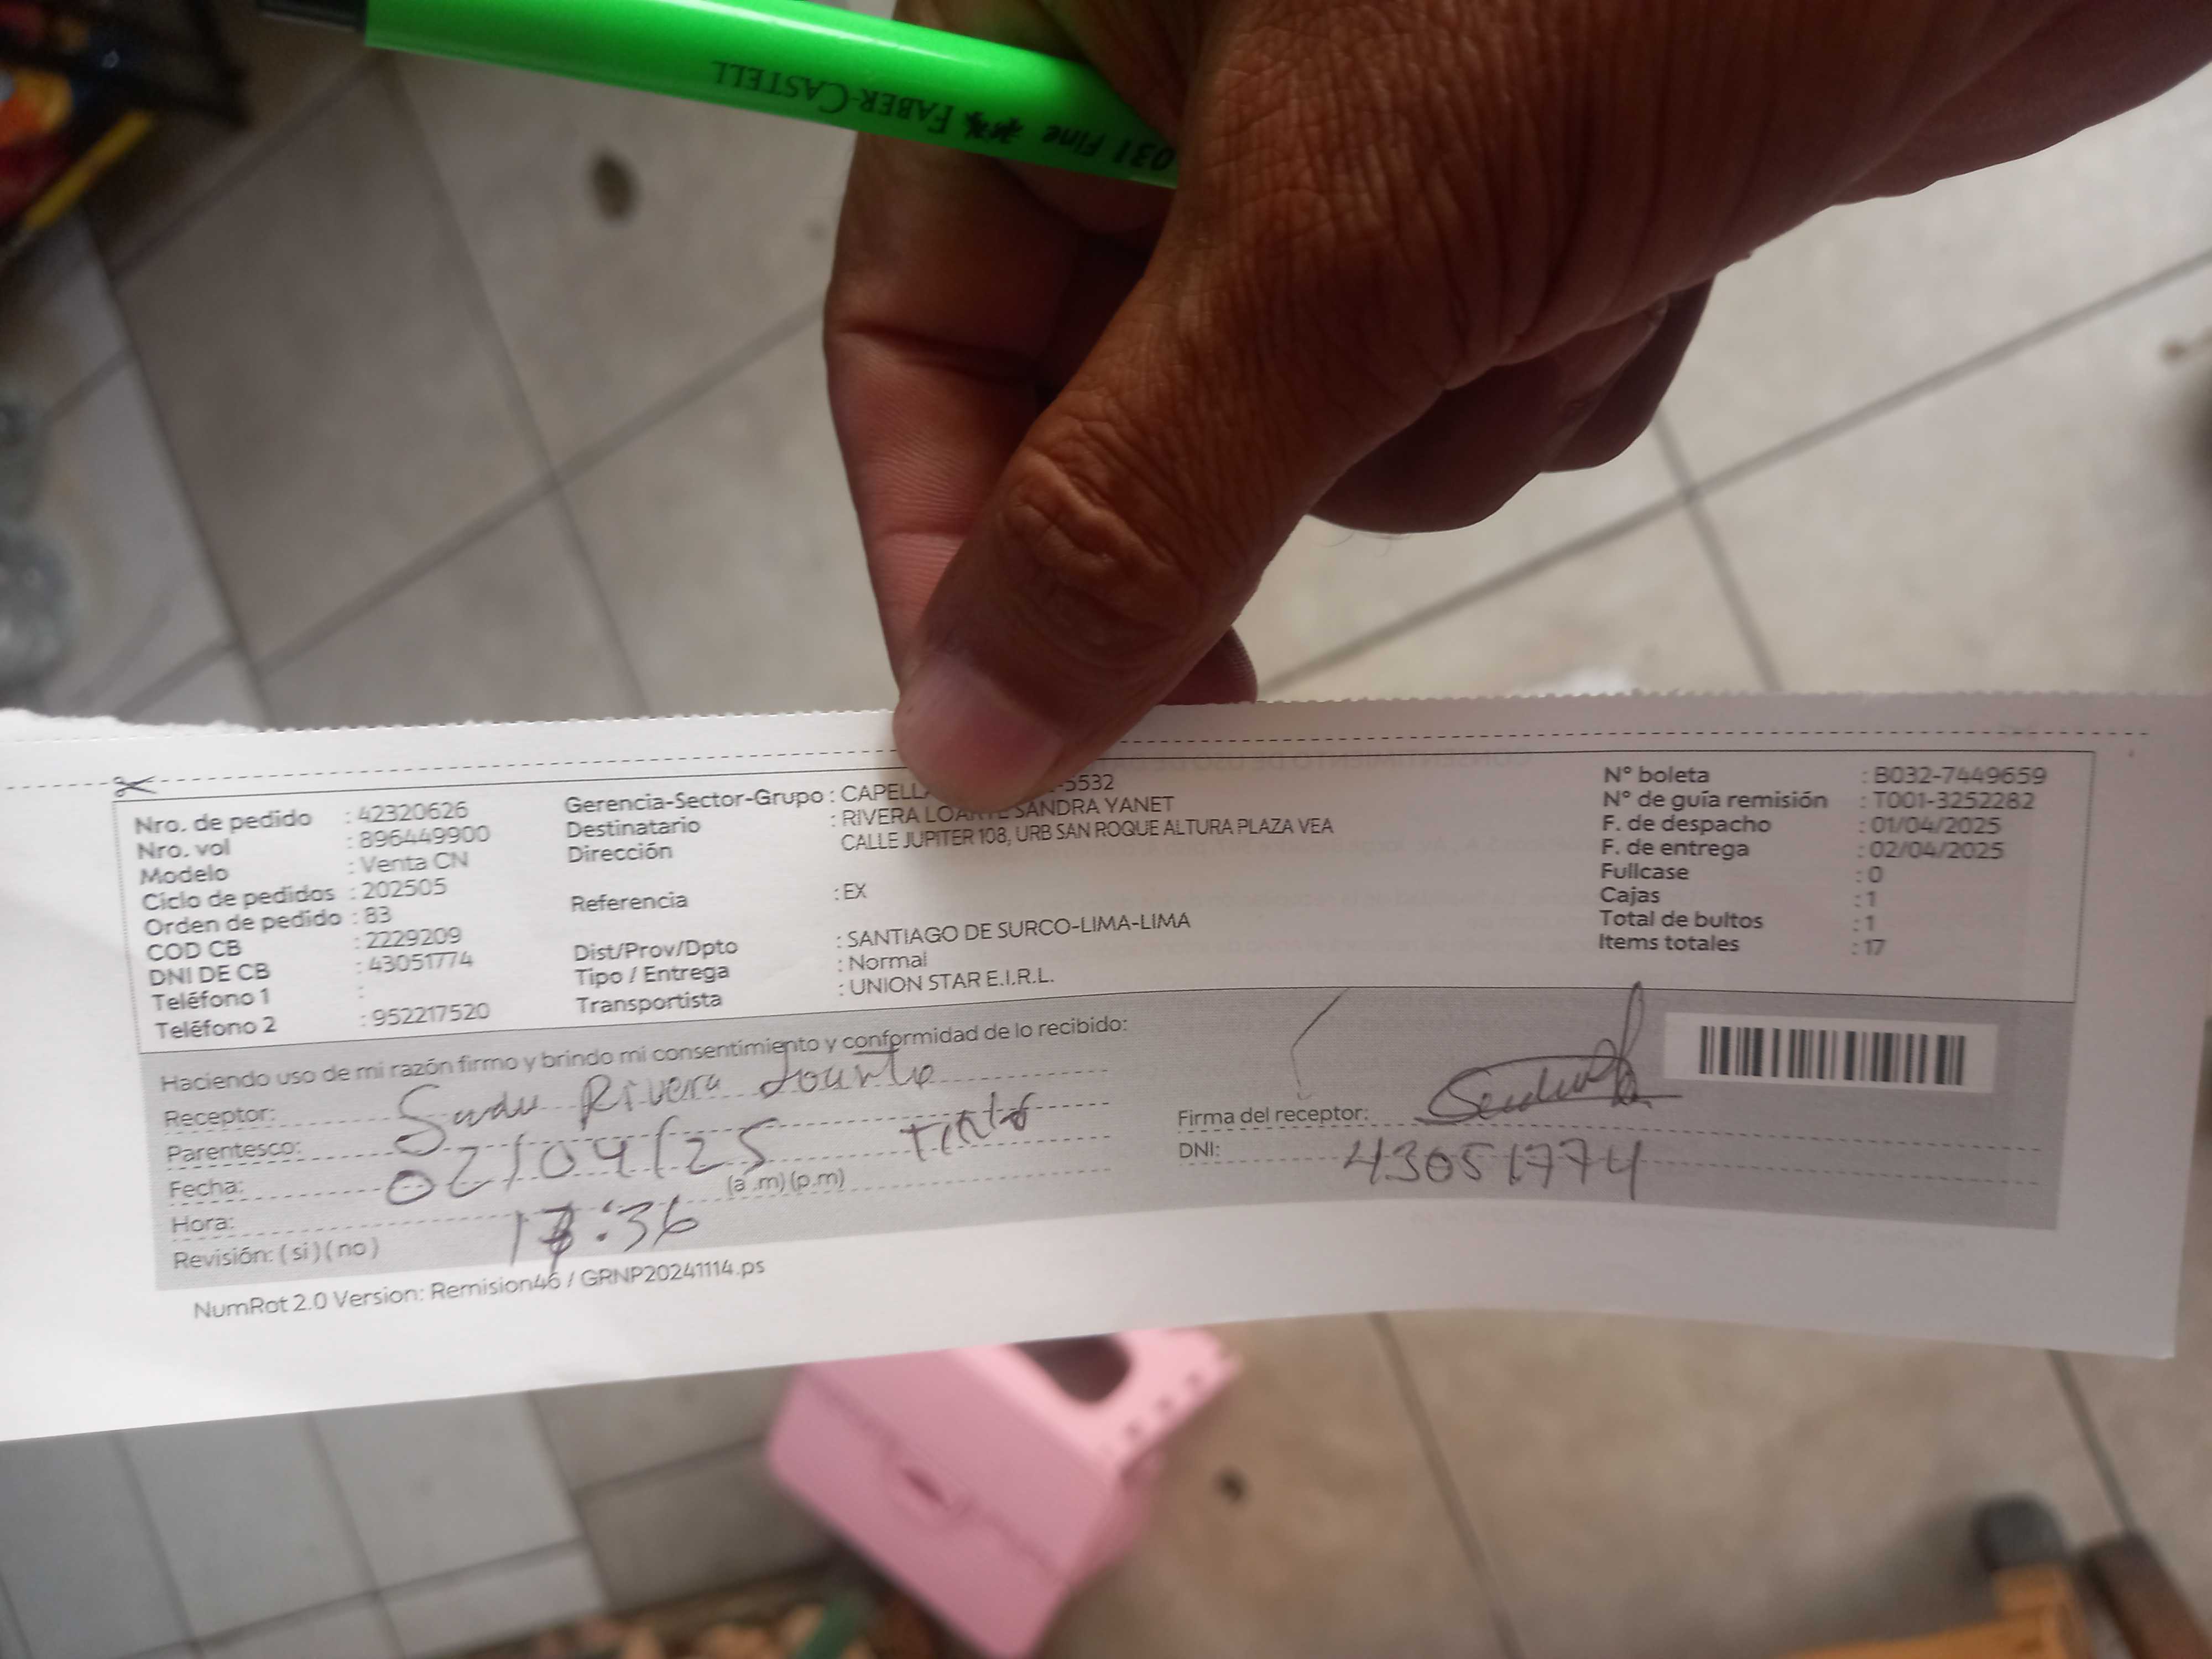 031 Fine FABER-CASTELL
Nro. de pedido : 42320626
Nro. vol : 896449900
Modelo : Venta CN
Ciclo de pedidos : 202505
Orden de pedido : 83
COD CB : 2229209
DNI DE CB : 43051774
Teléfono 1 :
Teléfono 2 : 952217520
Gerencia-Sector-Grupo : CAPELLA 5532
Destinatario : RIVERA LOARTE SANDRA YANET
Dirección CALLE JUPITER 108, URB SAN ROQUE ALTURA PLAZA VEA
Referencia : EX
Dist/Prov/Dpto : SANTIAGO DE SURCO-LIMA-LIMA
Tipo / Entrega : Normal
Transportista : UNION STAR E.I.R.L.
N° boleta : B032-7449659
N° de guía remisión : T001-3252282
F. de despacho : 01/04/2025
F. de entrega : 02/04/2025
Fullcase : 0
Cajas : 1
Total de bultos : 1
Items totales : 17
Haciendo uso de mi razón firmo y brindo mi consentimiento y conformidad de lo recibido:
Receptor: Rivera Loarte
Parentesco:
Fecha: 02/04/25
Hora: :36 (a .m) (p.m)
Revisión: ( si ) ( no )
Firma del receptor:
DNI: 43051774
NumRot 2.0 Version: Remision46 / GRNP20241114.ps